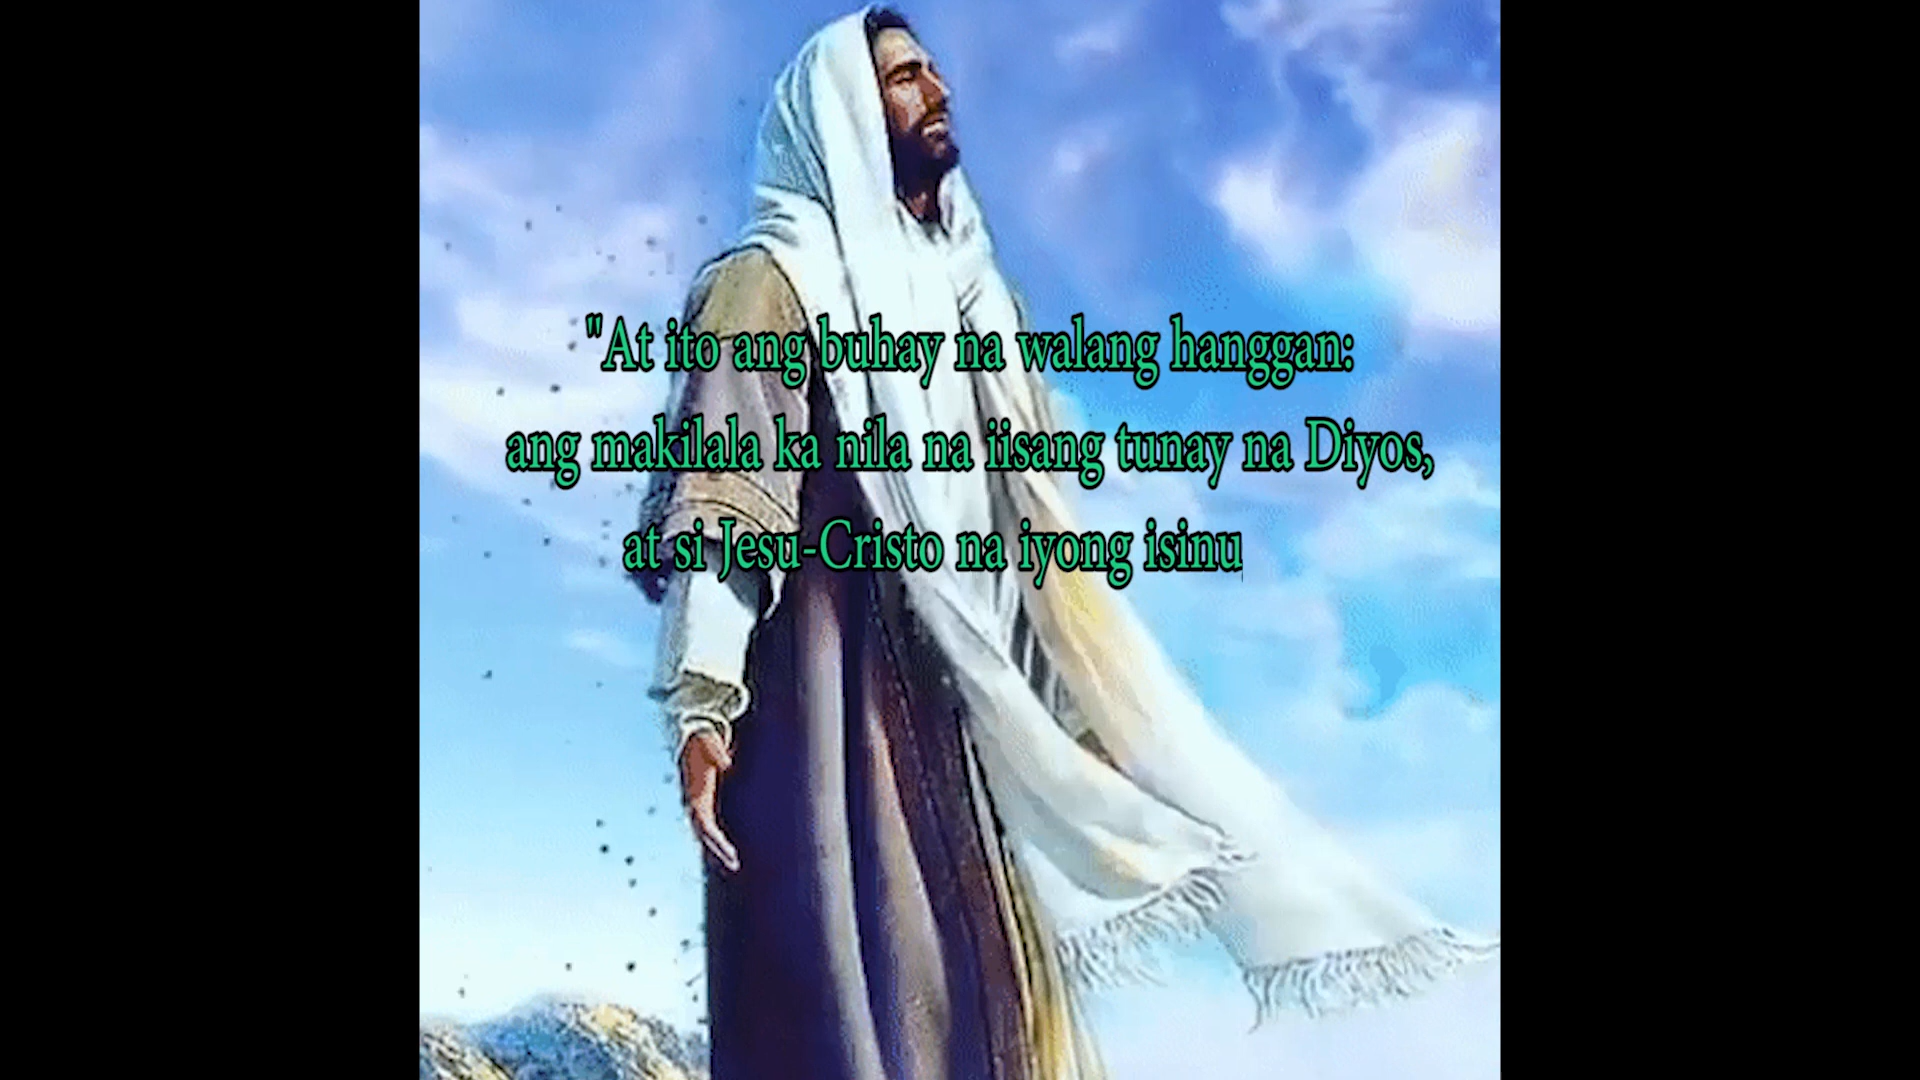 "At ito ang buhay na walang hanggan:
ang makilala ka nila na iisang tunay na Diyos,
at si Jesu-Cristo na iyong isinu